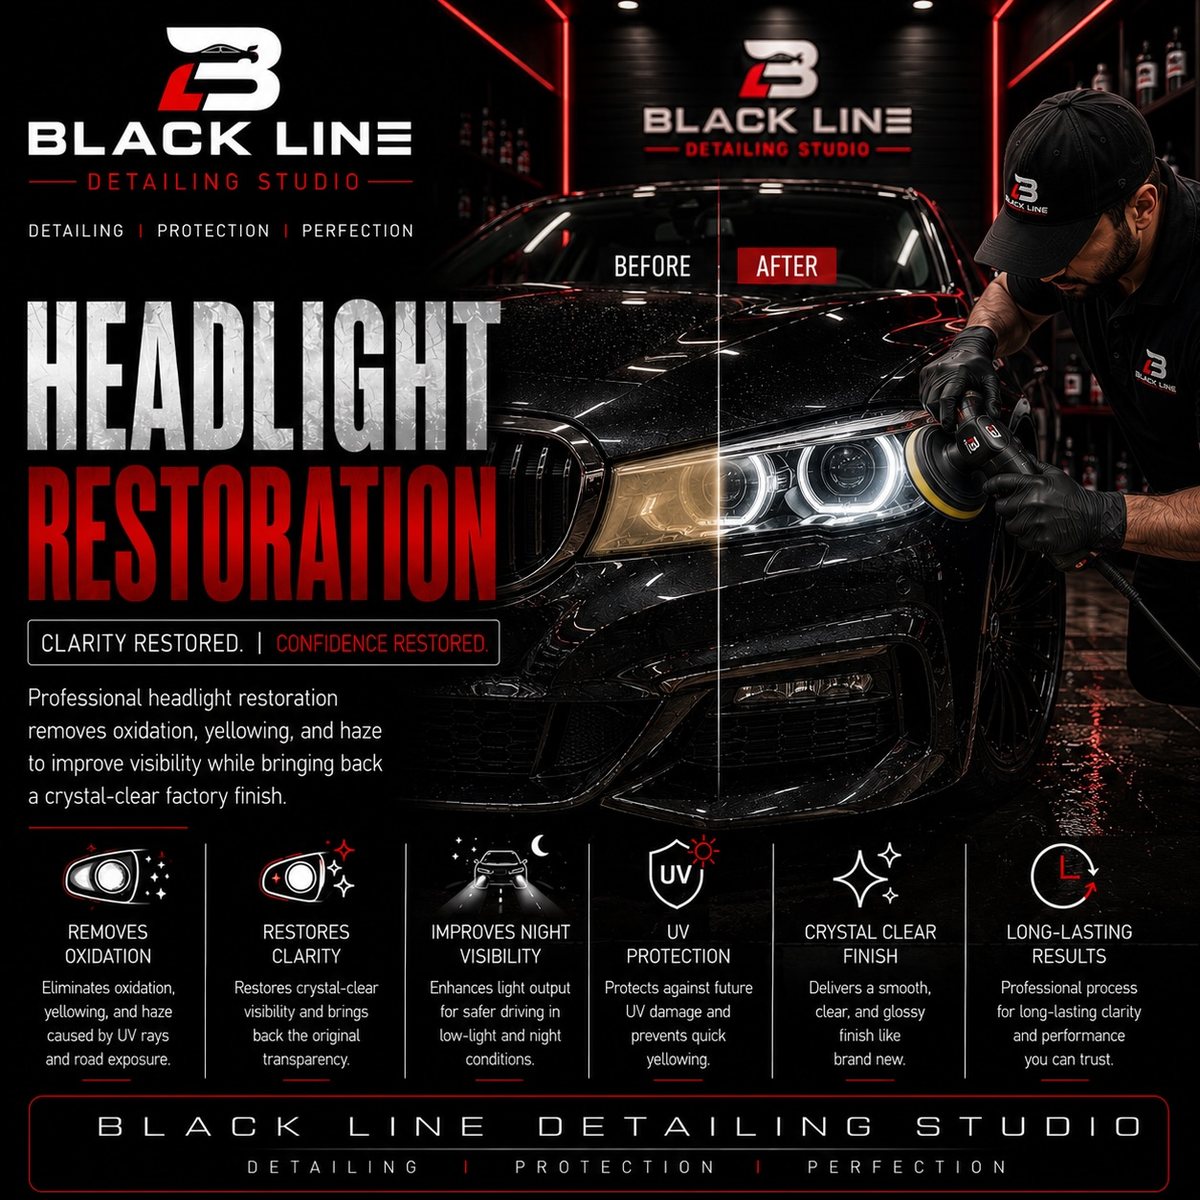 B
BLACK LINE
DETAILING STUDIO
DETAILING | PROTECTION | PERFECTION
B
BLACK LINE
DETAILING STUDIO
B
BLACK LINE
B
BLACK LINE
BEFORE
AFTER
HEADLIGHT
RESTORATION
CLARITY RESTORED. | CONFIDENCE RESTORED.
Professional headlight restoration
removes oxidation, yellowing, and haze
to improve visibility while bringing back
a crystal-clear factory finish.
REMOVES
OXIDATION
Eliminates oxidation,
yellowing, and haze
caused by UV rays
and road exposure.
RESTORES
CLARITY
Restores crystal-clear
visibility and brings
back the original
transparency.
IMPROVES NIGHT
VISIBILITY
Enhances light output
for safer driving in
low-light and night
conditions.
UV
UV
PROTECTION
Protects against future
UV damage and
prevents quick
yellowing.
CRYSTAL CLEAR
FINISH
Delivers a smooth,
clear, and glossy
finish like
brand new.
LONG-LASTING
RESULTS
Professional process
for long-lasting clarity
and performance
you can trust.
BLACK LINE DETAILING STUDIO
DETAILING | PROTECTION | PERFECTION